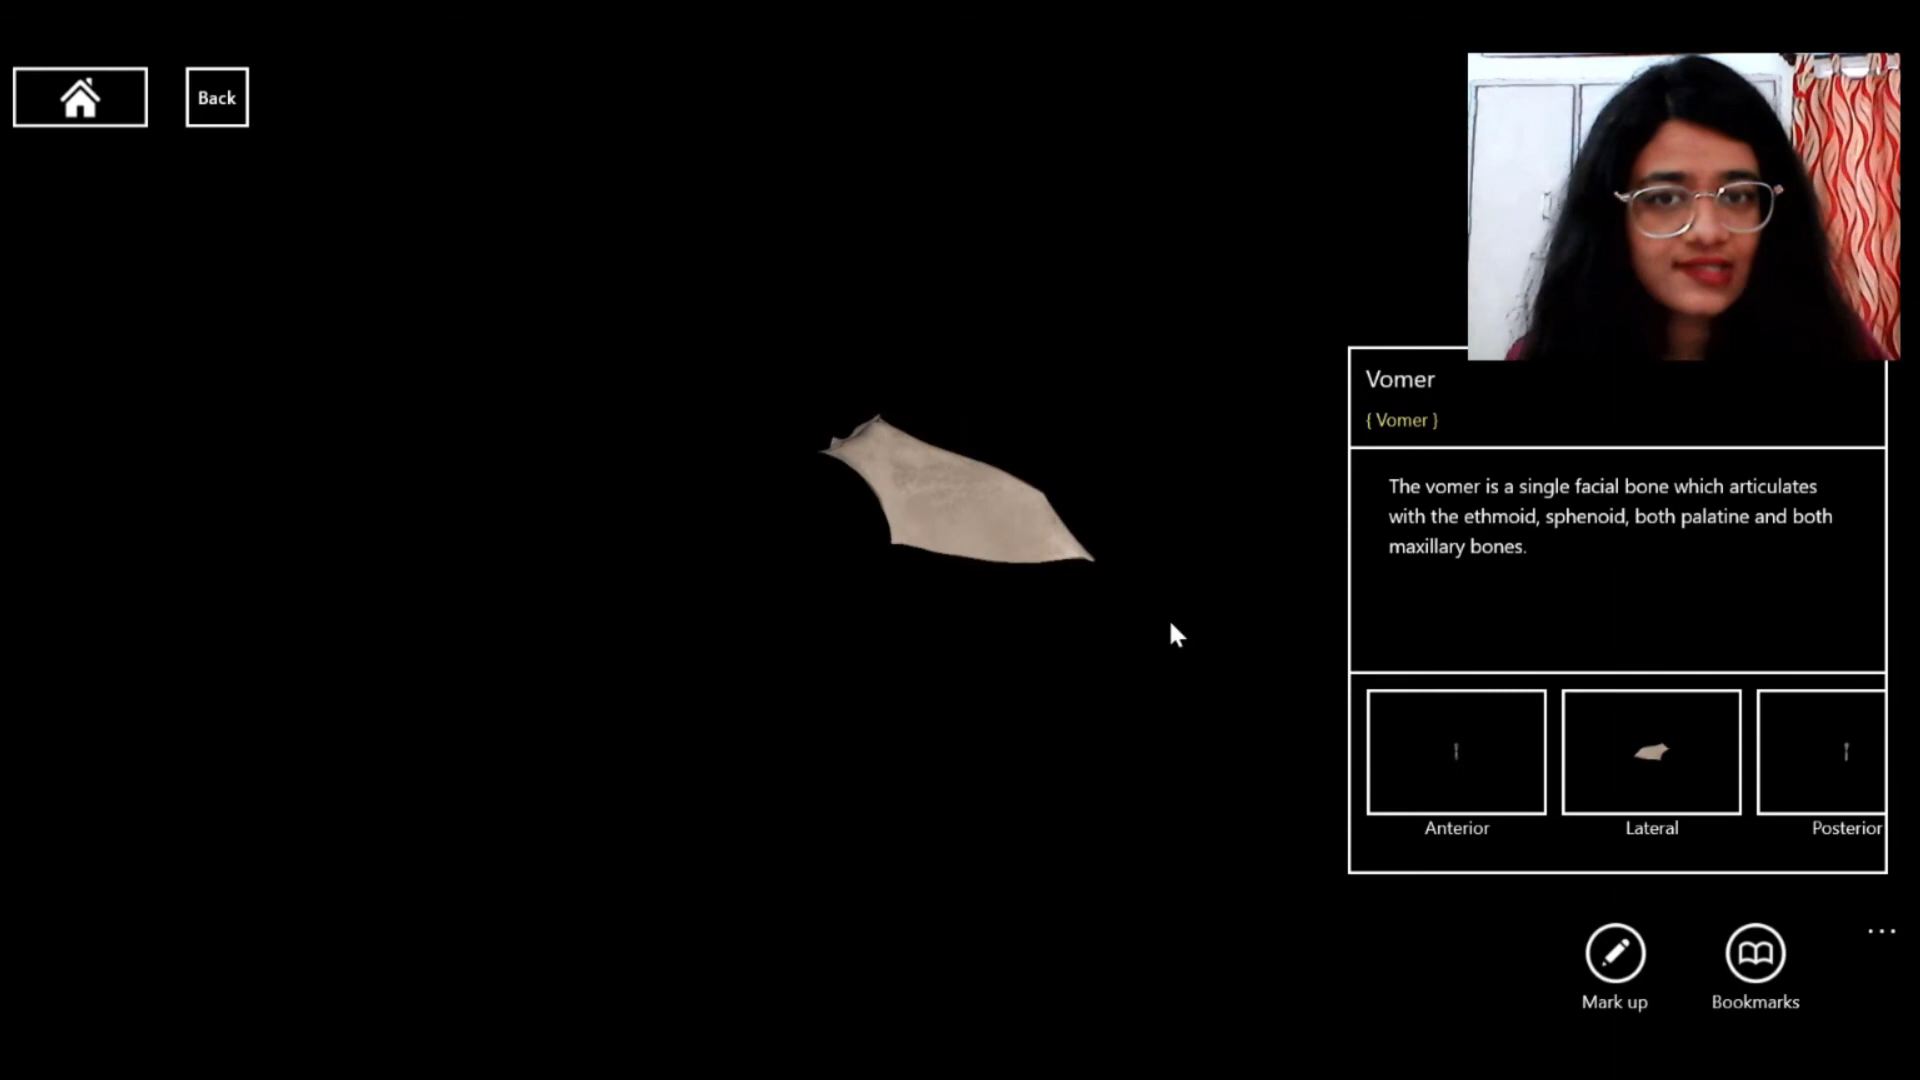 Back
Vomer
{ Vomer }
The vomer is a single facial bone which articulates
with the ethmoid, sphenoid, both palatine and both
maxillary bones.
Anterior
Lateral
Posterior
Mark up
Bookmarks